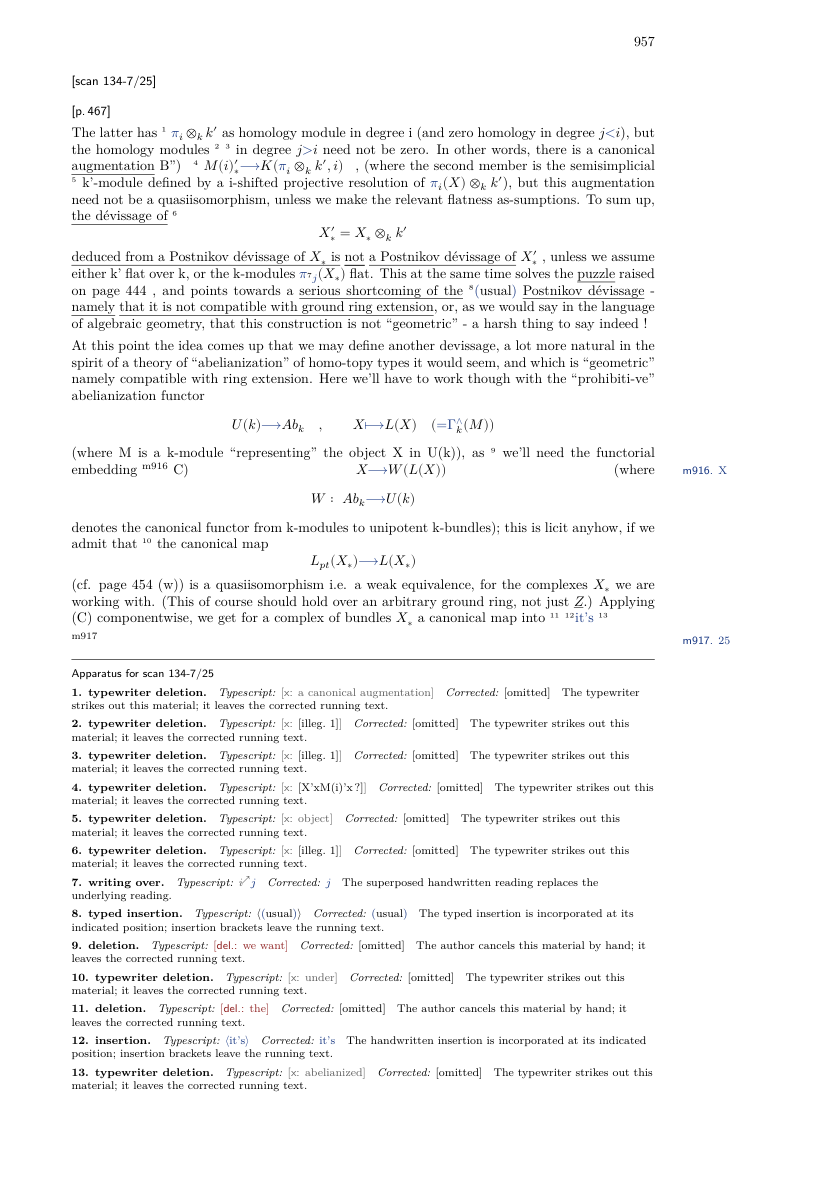 957
[scan 134-7/25]
[p. 467]
The latter has ¹ πᵢ ⊗ₖ k′ as homology module in degree i (and zero homology in degree j<i), but
the homology modules ² ³ in degree j>i need not be zero. In other words, there is a canonical
augmentation B”) ⁴ M(i)′∗⟶K(πᵢ ⊗ₖ k′, i) , (where the second member is the semisimplicial
⁵ k’-module defined by a i-shifted projective resolution of πᵢ(X) ⊗ₖ k′), but this augmentation
need not be a quasiisomorphism, unless we make the relevant flatness as-sumptions. To sum up,
the dévissage of ⁶
X′∗ = X∗ ⊗ₖ k′
deduced from a Postnikov dévissage of X∗ is not a Postnikov dévissage of X′∗ , unless we assume
either k’ flat over k, or the k-modules π⁷ⱼ(X∗) flat. This at the same time solves the puzzle raised
on page 444 , and points towards a serious shortcoming of the ⁸(usual) Postnikov dévissage -
namely that it is not compatible with ground ring extension, or, as we would say in the language
of algebraic geometry, that this construction is not “geometric” - a harsh thing to say indeed !
At this point the idea comes up that we may define another devissage, a lot more natural in the
spirit of a theory of “abelianization” of homo-topy types it would seem, and which is “geometric”
namely compatible with ring extension. Here we’ll have to work though with the “prohibiti-ve”
abelianization functor
U(k)⟶Abₖ , X⟼L(X) (=Γ∧ₖ(M))
(where M is a k-module “representing” the object X in U(k)), as ⁹ we’ll need the functorial
embedding m916 C) X⟶W(L(X)) (where m916. X
W : Abₖ⟶U(k)
denotes the canonical functor from k-modules to unipotent k-bundles); this is licit anyhow, if we
admit that ¹⁰ the canonical map
Lₚₜ(X∗)⟶L(X∗)
(cf. page 454 (w)) is a quasiisomorphism i.e. a weak equivalence, for the complexes X∗ we are
working with. (This of course should hold over an arbitrary ground ring, not just Z.) Applying
(C) componentwise, we get for a complex of bundles X∗ a canonical map into ¹¹ ¹²it’s ¹³
m917 m917. 25
Apparatus for scan 134-7/25
1. typewriter deletion. Typescript: [x: a canonical augmentation] Corrected: [omitted] The typewriter
strikes out this material; it leaves the corrected running text.
2. typewriter deletion. Typescript: [x: [illeg. 1]] Corrected: [omitted] The typewriter strikes out this
material; it leaves the corrected running text.
3. typewriter deletion. Typescript: [x: [illeg. 1]] Corrected: [omitted] The typewriter strikes out this
material; it leaves the corrected running text.
4. typewriter deletion. Typescript: [x: [X’xM(i)’x ?]] Corrected: [omitted] The typewriter strikes out this
material; it leaves the corrected running text.
5. typewriter deletion. Typescript: [x: object] Corrected: [omitted] The typewriter strikes out this
material; it leaves the corrected running text.
6. typewriter deletion. Typescript: [x: [illeg. 1]] Corrected: [omitted] The typewriter strikes out this
material; it leaves the corrected running text.
7. writing over. Typescript: i↗j Corrected: j The superposed handwritten reading replaces the
underlying reading.
8. typed insertion. Typescript: ⟨(usual)⟩ Corrected: (usual) The typed insertion is incorporated at its
indicated position; insertion brackets leave the running text.
9. deletion. Typescript: [del.: we want] Corrected: [omitted] The author cancels this material by hand; it
leaves the corrected running text.
10. typewriter deletion. Typescript: [x: under] Corrected: [omitted] The typewriter strikes out this
material; it leaves the corrected running text.
11. deletion. Typescript: [del.: the] Corrected: [omitted] The author cancels this material by hand; it
leaves the corrected running text.
12. insertion. Typescript: ⟨it’s⟩ Corrected: it’s The handwritten insertion is incorporated at its indicated
position; insertion brackets leave the running text.
13. typewriter deletion. Typescript: [x: abelianized] Corrected: [omitted] The typewriter strikes out this
material; it leaves the corrected running text.